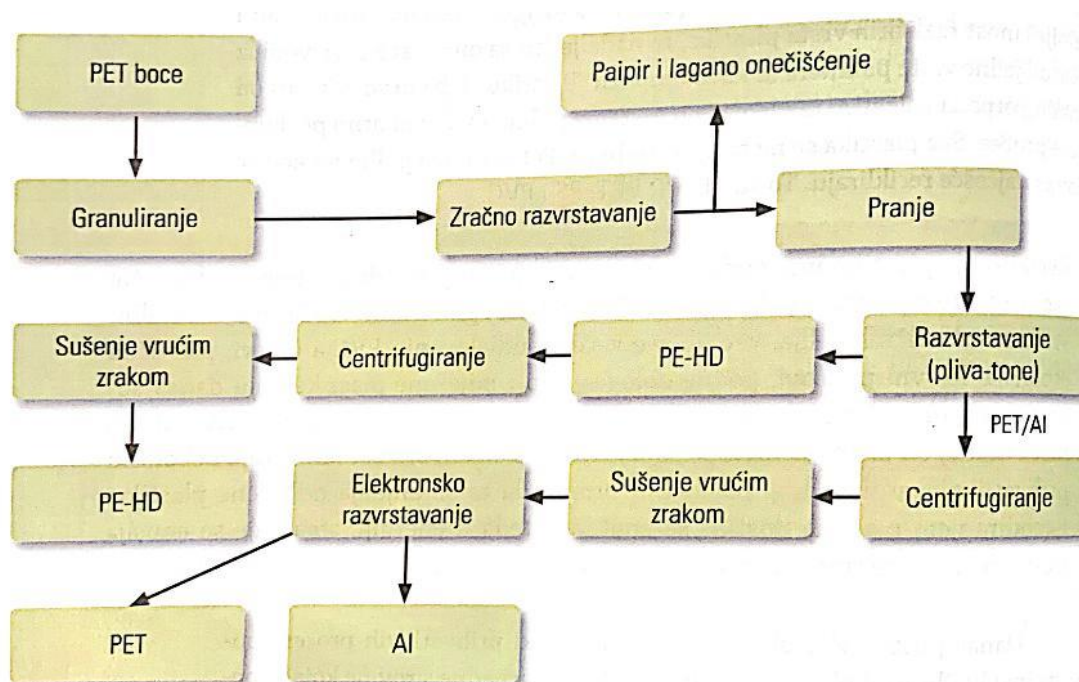 PET boce
Paipir i lagano onečišćenje
Granuliranje
Zračno razvrstavanje
Pranje
Sušenje vrućim
zrakom
Centrifugiranje
PE-HD
Razvrstavanje
(pliva-tone)
PET/Al
PE-HD
Elektronsko
razvrstavanje
Sušenje vrućim
zrakom
Centrifugiranje
PET
Al